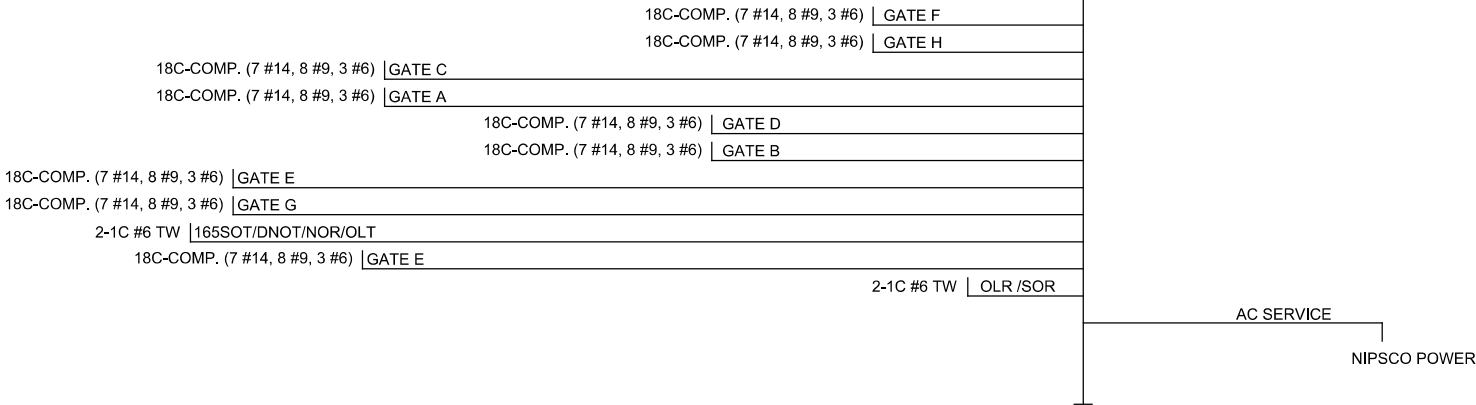 18C-COMP. (7 #14, 8 #9, 3 #6) GATE F
18C-COMP. (7 #14, 8 #9, 3 #6) GATE H
18C-COMP. (7 #14, 8 #9, 3 #6) GATE C
18C-COMP. (7 #14, 8 #9, 3 #6) GATE A
18C-COMP. (7 #14, 8 #9, 3 #6) GATE D
18C-COMP. (7 #14, 8 #9, 3 #6) GATE B
18C-COMP. (7 #14, 8 #9, 3 #6) GATE E
18C-COMP. (7 #14, 8 #9, 3 #6) GATE G
2-1C #6 TW 165SOT/DNOT/NOR/OLT
18C-COMP. (7 #14, 8 #9, 3 #6) GATE E
2-1C #6 TW OLR /SOR
AC SERVICE
NIPSCO POWER